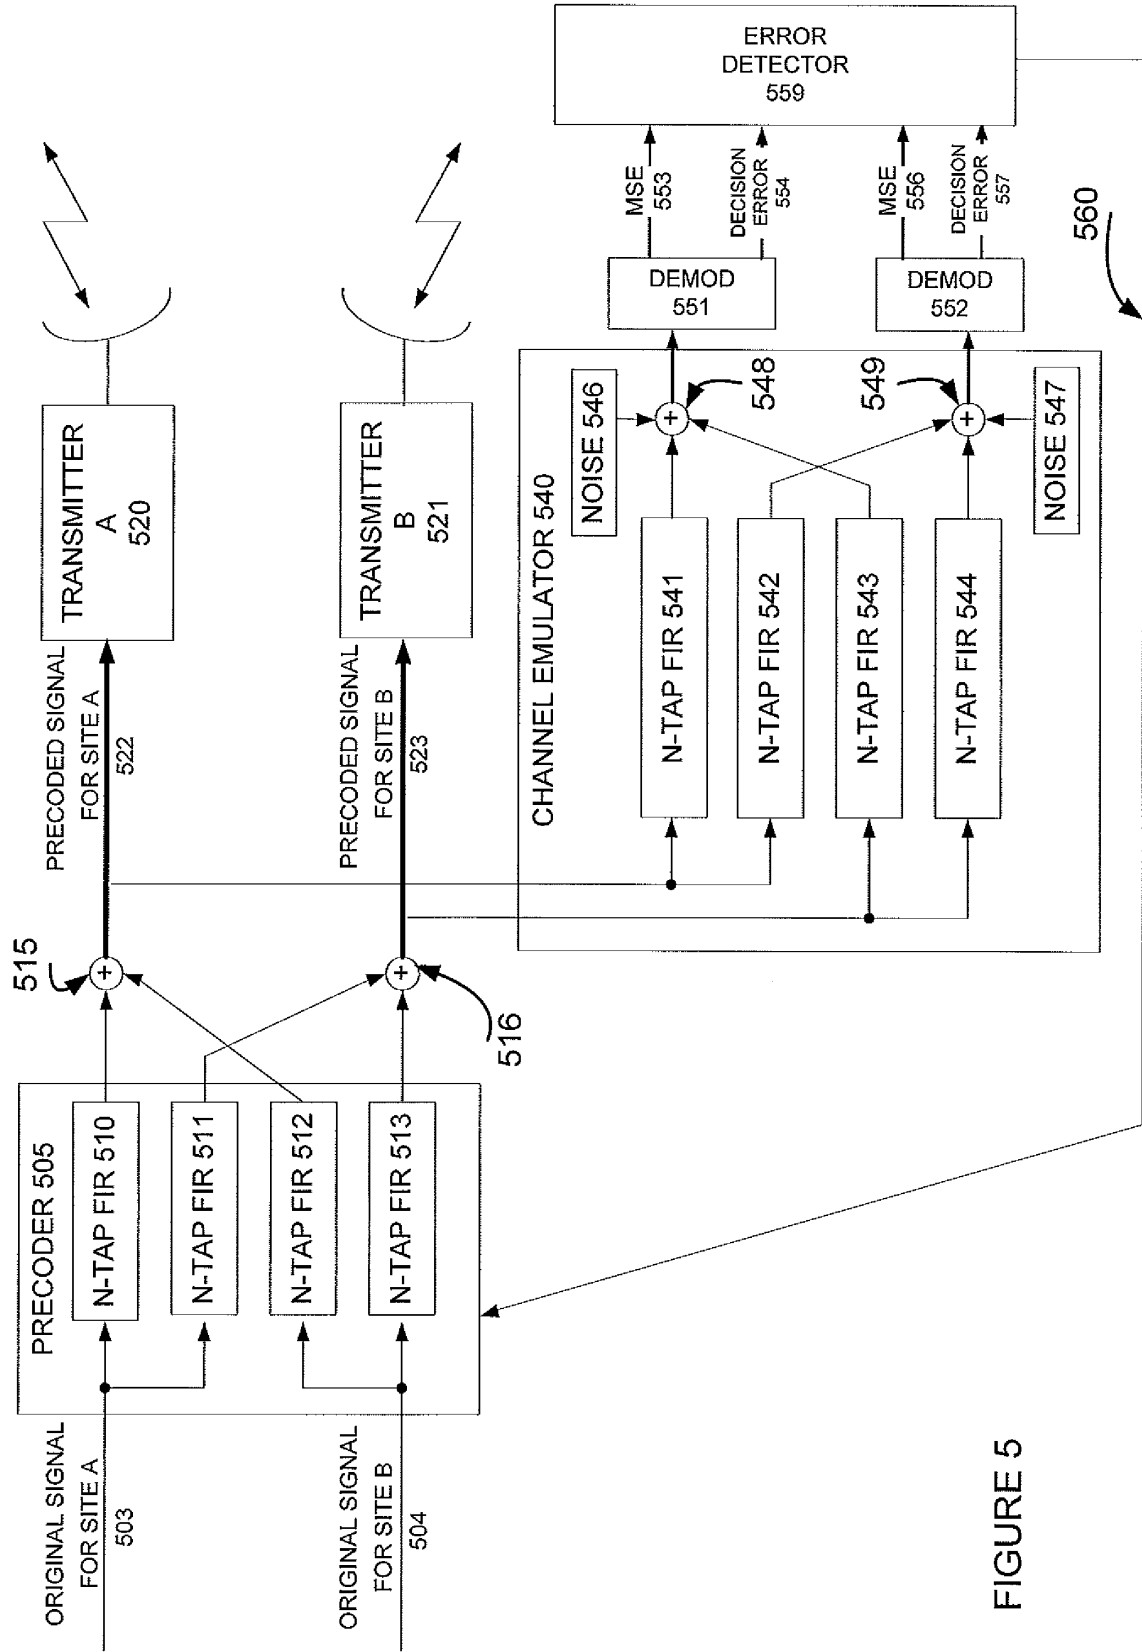 ORIGINAL SIGNAL
FOR SITE A
503
ORIGINAL SIGNAL
FOR SITE B
504
PRECODER 505
N-TAP FIR 510
N-TAP FIR 511
N-TAP FIR 512
N-TAP FIR 513
515
+
+
516
PRECODED SIGNAL
FOR SITE A
522
PRECODED SIGNAL
FOR SITE B
523
TRANSMITTER
A
520
TRANSMITTER
B
521
CHANNEL EMULATOR 540
N-TAP FIR 541
N-TAP FIR 542
N-TAP FIR 543
N-TAP FIR 544
NOISE 546
+
548
549
+
NOISE 547
DEMOD
551
DEMOD
552
MSE
553
DECISION
ERROR
554
MSE
556
DECISION
ERROR
557
ERROR
DETECTOR
559
560
FIGURE 5